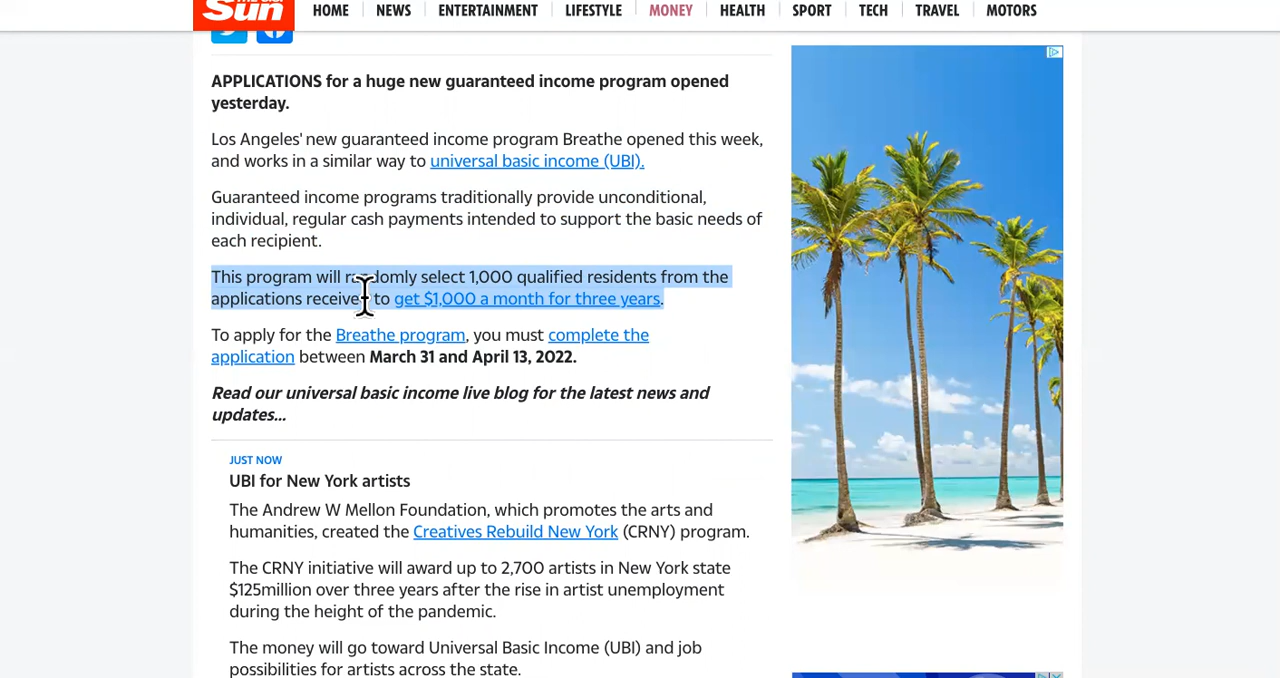 THE U.S.
Sun
HOME NEWS ENTERTAINMENT LIFESTYLE MONEY HEALTH SPORT TECH TRAVEL MOTORS
APPLICATIONS for a huge new guaranteed income program opened
yesterday.
Los Angeles' new guaranteed income program Breathe opened this week,
and works in a similar way to universal basic income (UBI).
Guaranteed income programs traditionally provide unconditional,
individual, regular cash payments intended to support the basic needs of
each recipient.
This program will randomly select 1,000 qualified residents from the
applications received to get $1,000 a month for three years.
To apply for the Breathe program, you must complete the
application between March 31 and April 13, 2022.
Read our universal basic income live blog for the latest news and
updates...
JUST NOW
UBI for New York artists
The Andrew W Mellon Foundation, which promotes the arts and
humanities, created the Creatives Rebuild New York (CRNY) program.
The CRNY initiative will award up to 2,700 artists in New York state
$125million over three years after the rise in artist unemployment
during the height of the pandemic.
The money will go toward Universal Basic Income (UBI) and job
possibilities for artists across the state.